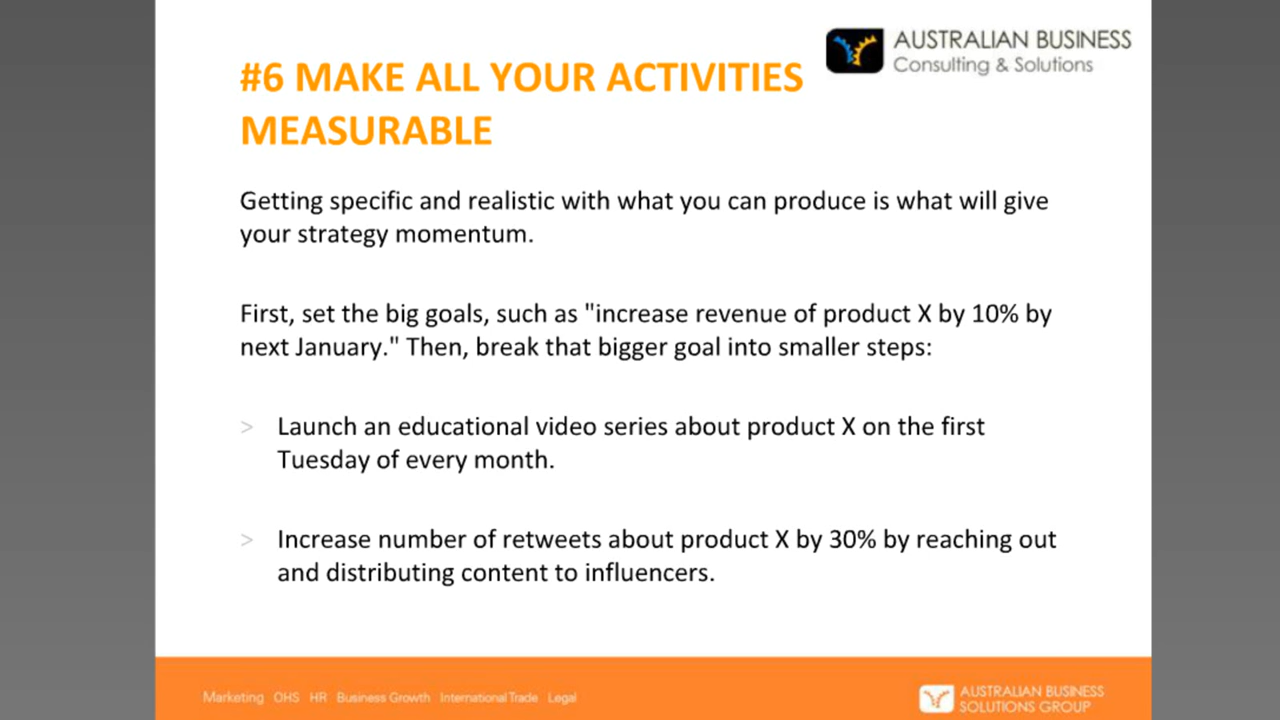 AUSTRALIAN BUSINESS
Consulting & Solutions
#6 MAKE ALL YOUR ACTIVITIES
MEASURABLE
Getting specific and realistic with what you can produce is what will give
your strategy momentum.
First, set the big goals, such as "increase revenue of product X by 10% by
next January." Then, break that bigger goal into smaller steps:
> Launch an educational video series about product X on the first
Tuesday of every month.
> Increase number of retweets about product X by 30% by reaching out
and distributing content to influencers.
Marketing OHS HR Business Growth International Trade Legal
AUSTRALIAN BUSINESS
SOLUTIONS GROUP